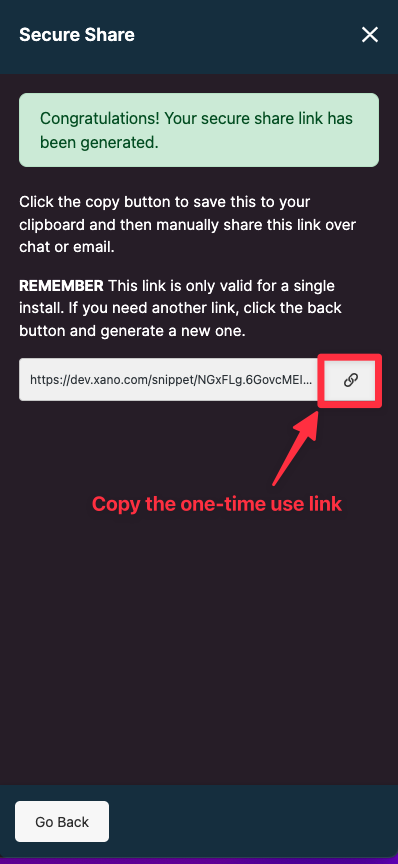 Secure Share
Congratulations! Your secure share link has
been generated.
Click the copy button to save this to your
clipboard and then manually share this link over
chat or email.
REMEMBER This link is only valid for a single
install. If you need another link, click the back
button and generate a new one.
https://dev.xano.com/snippet/NGxFLg.6GovcMEI...
Copy the one-time use link
Go Back